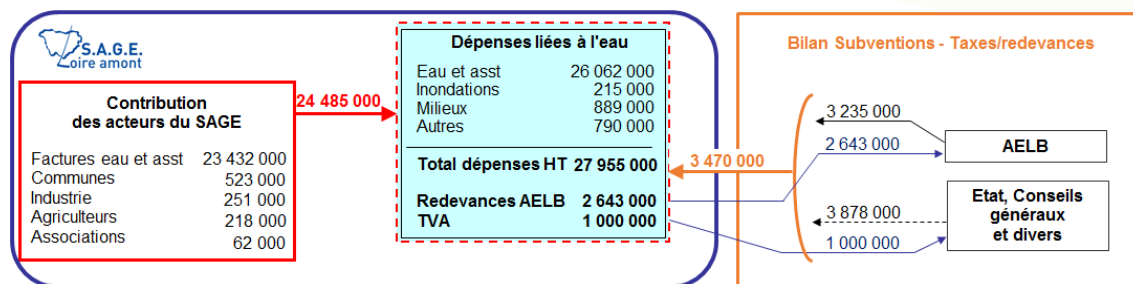 S.A.G.E.
Loire amont
Contribution
des acteurs du SAGE
Factures eau et asst 23 432 000
Communes 523 000
Industrie 251 000
Agriculteurs 218 000
Associations 62 000
24 485 000
Dépenses liées à l'eau
Eau et asst 26 062 000
Inondations 215 000
Milieux 889 000
Autres 790 000
Total dépenses HT 27 955 000
Redevances AELB 2 643 000
TVA 1 000 000
3 470 000
Bilan Subventions - Taxes/redevances
3 235 000
2 643 000
AELB
3 878 000
1 000 000
Etat, Conseils
généraux
et divers